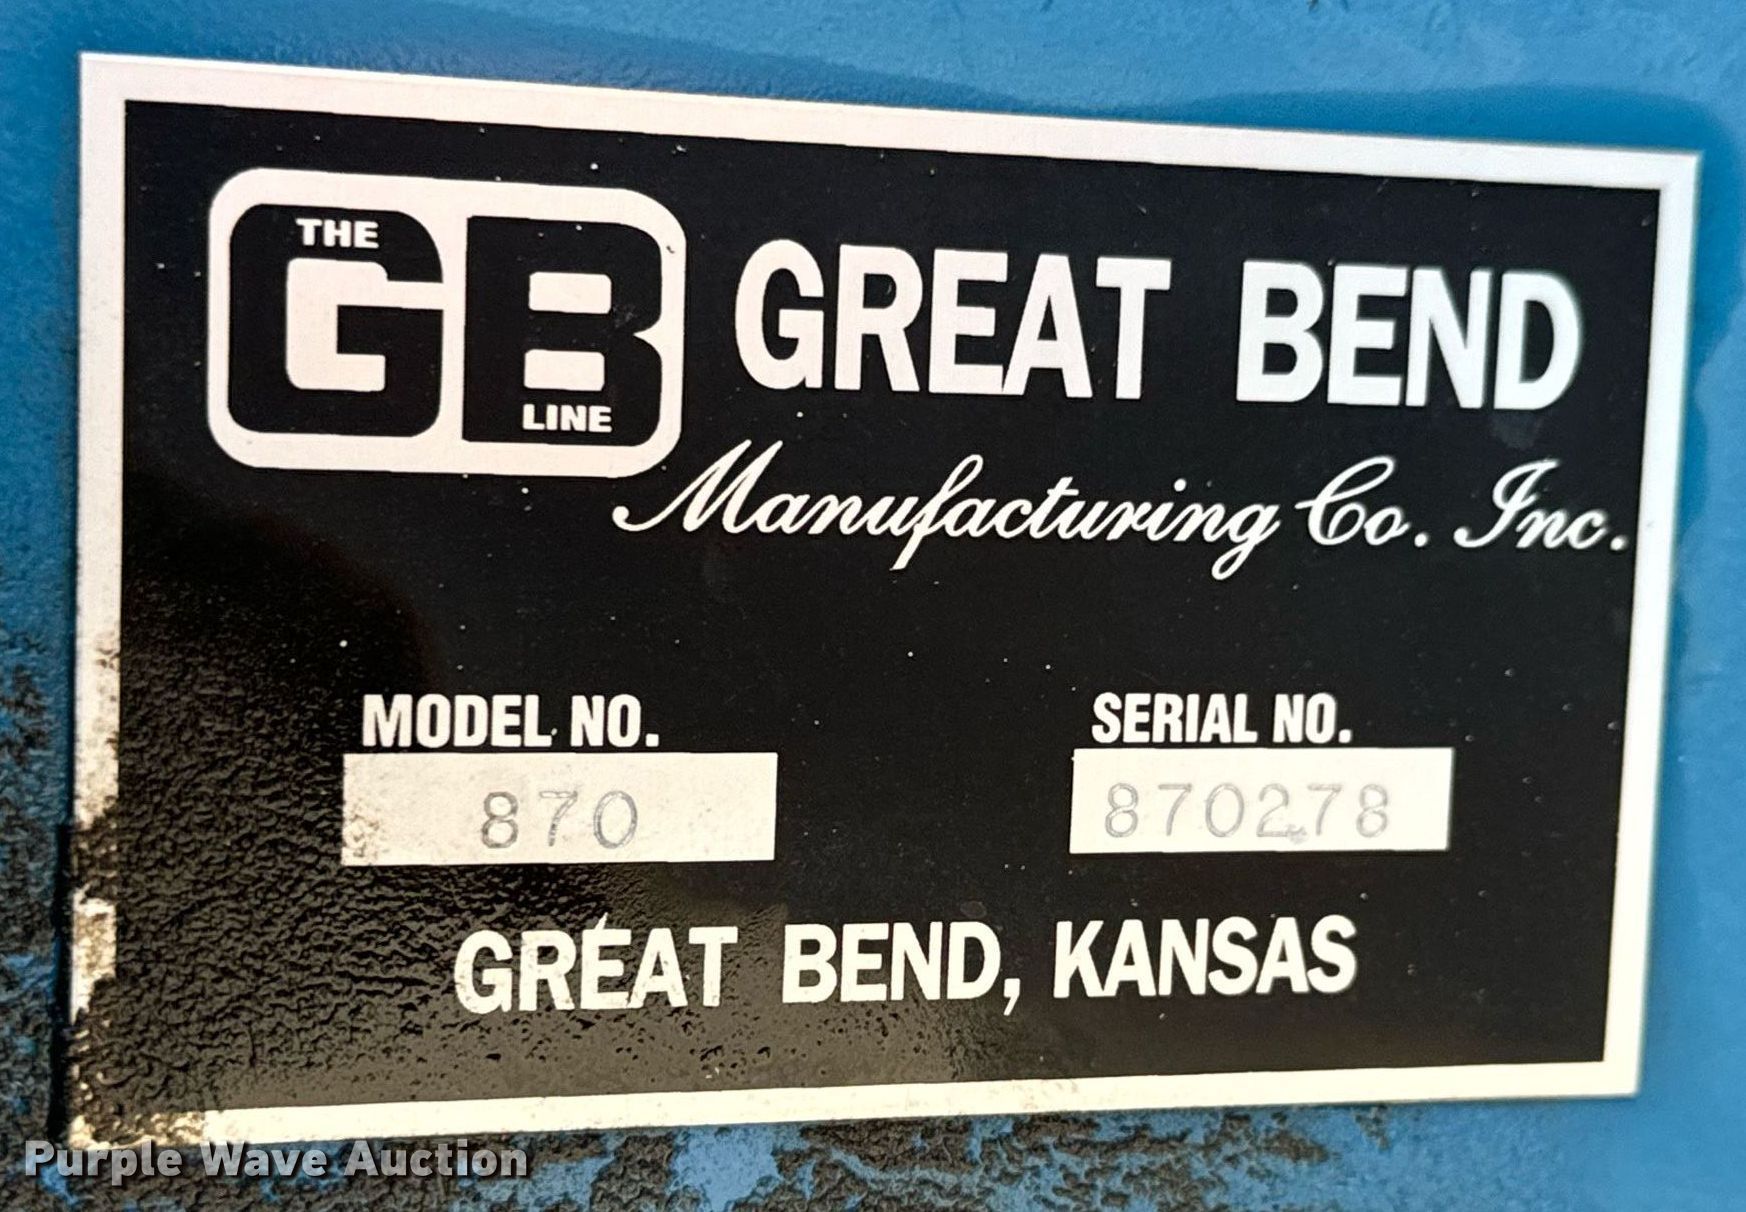 THE
GB
LINE
GREAT BEND
Manufacturing Co. Inc.
MODEL NO.
870
SERIAL NO.
870278
GREAT BEND, KANSAS
Purple Wave Auction